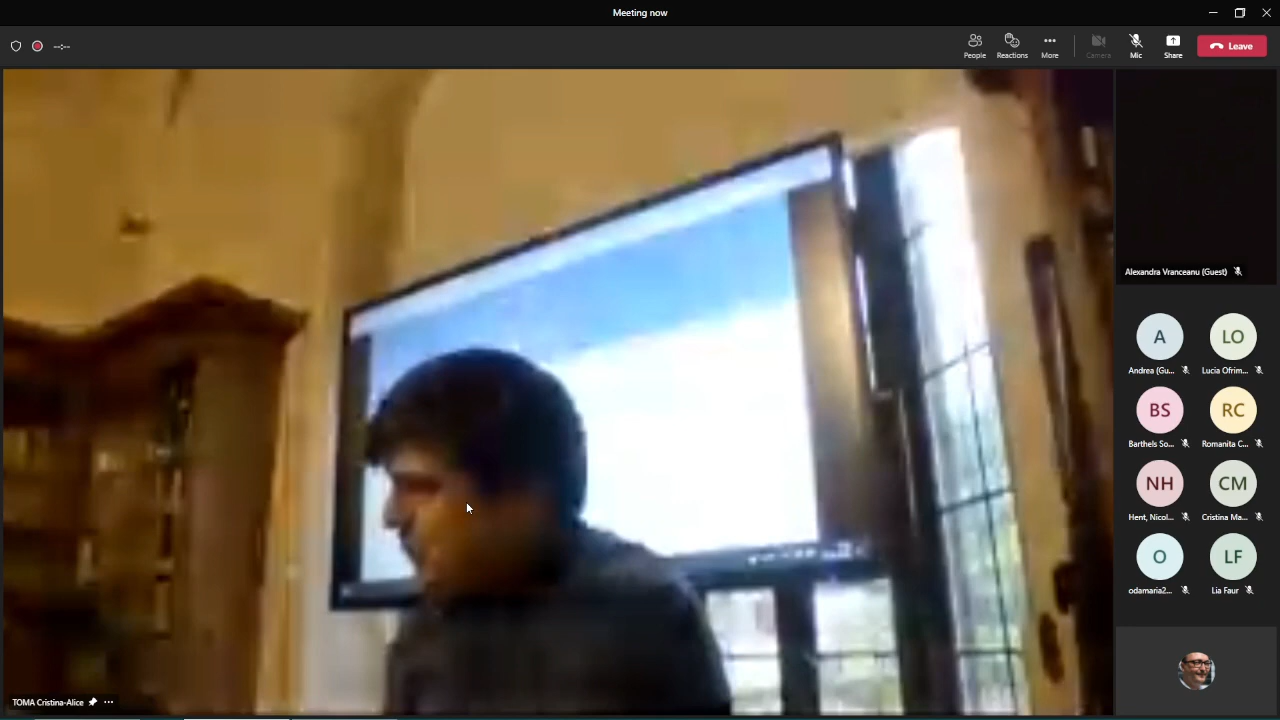 Meeting now
--:--
People
Reactions
More
Camera
Mic
Share
Leave
Alexandra Vranceanu (Guest)
A
LO
Andrea (Gu...
Lucia Ofrim...
BS
RC
Barthels So...
Romanita C...
NH
CM
Hent, Nicol...
Cristina Ma...
O
LF
odamaria2...
Lia Faur
TOMA Cristina-Alice